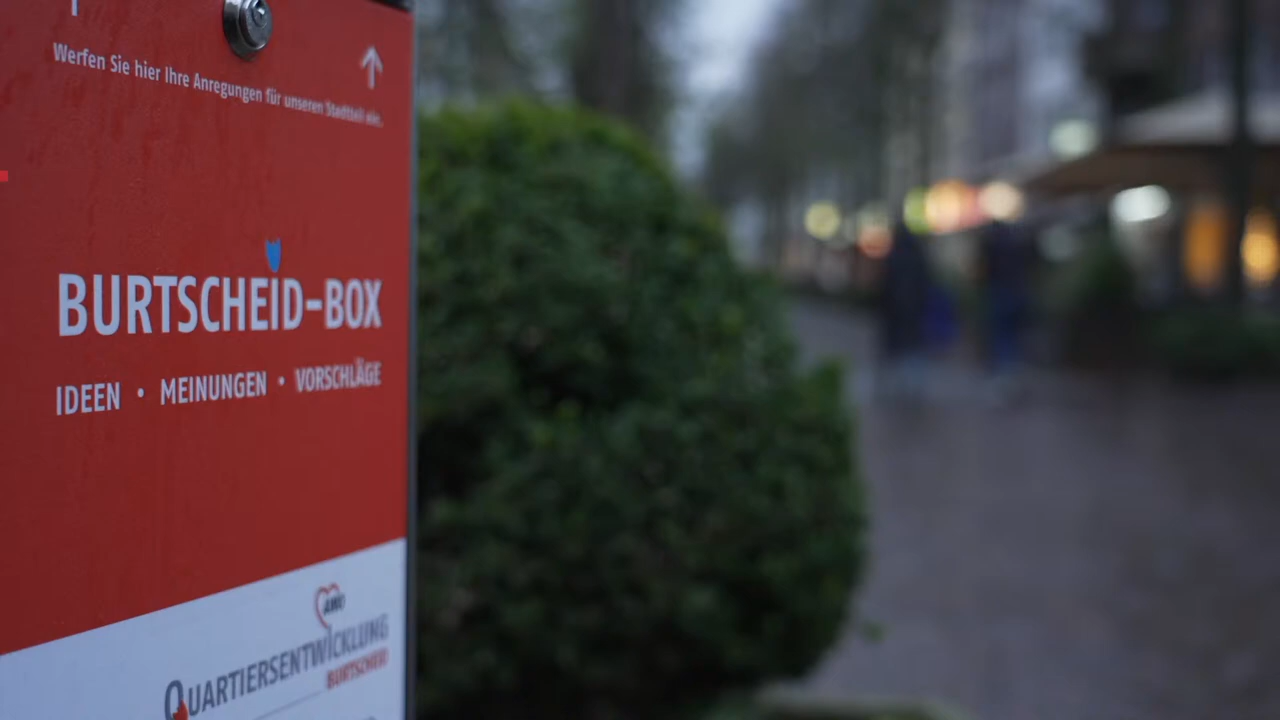 Werfen Sie hier Ihre Anregungen für unseren Stadtteil ein.
BURTSCHEID-BOX
IDEEN • MEINUNGEN • VORSCHLÄGE
AWO
QUARTIERSENTWICKLUNG
BURTSCHEID